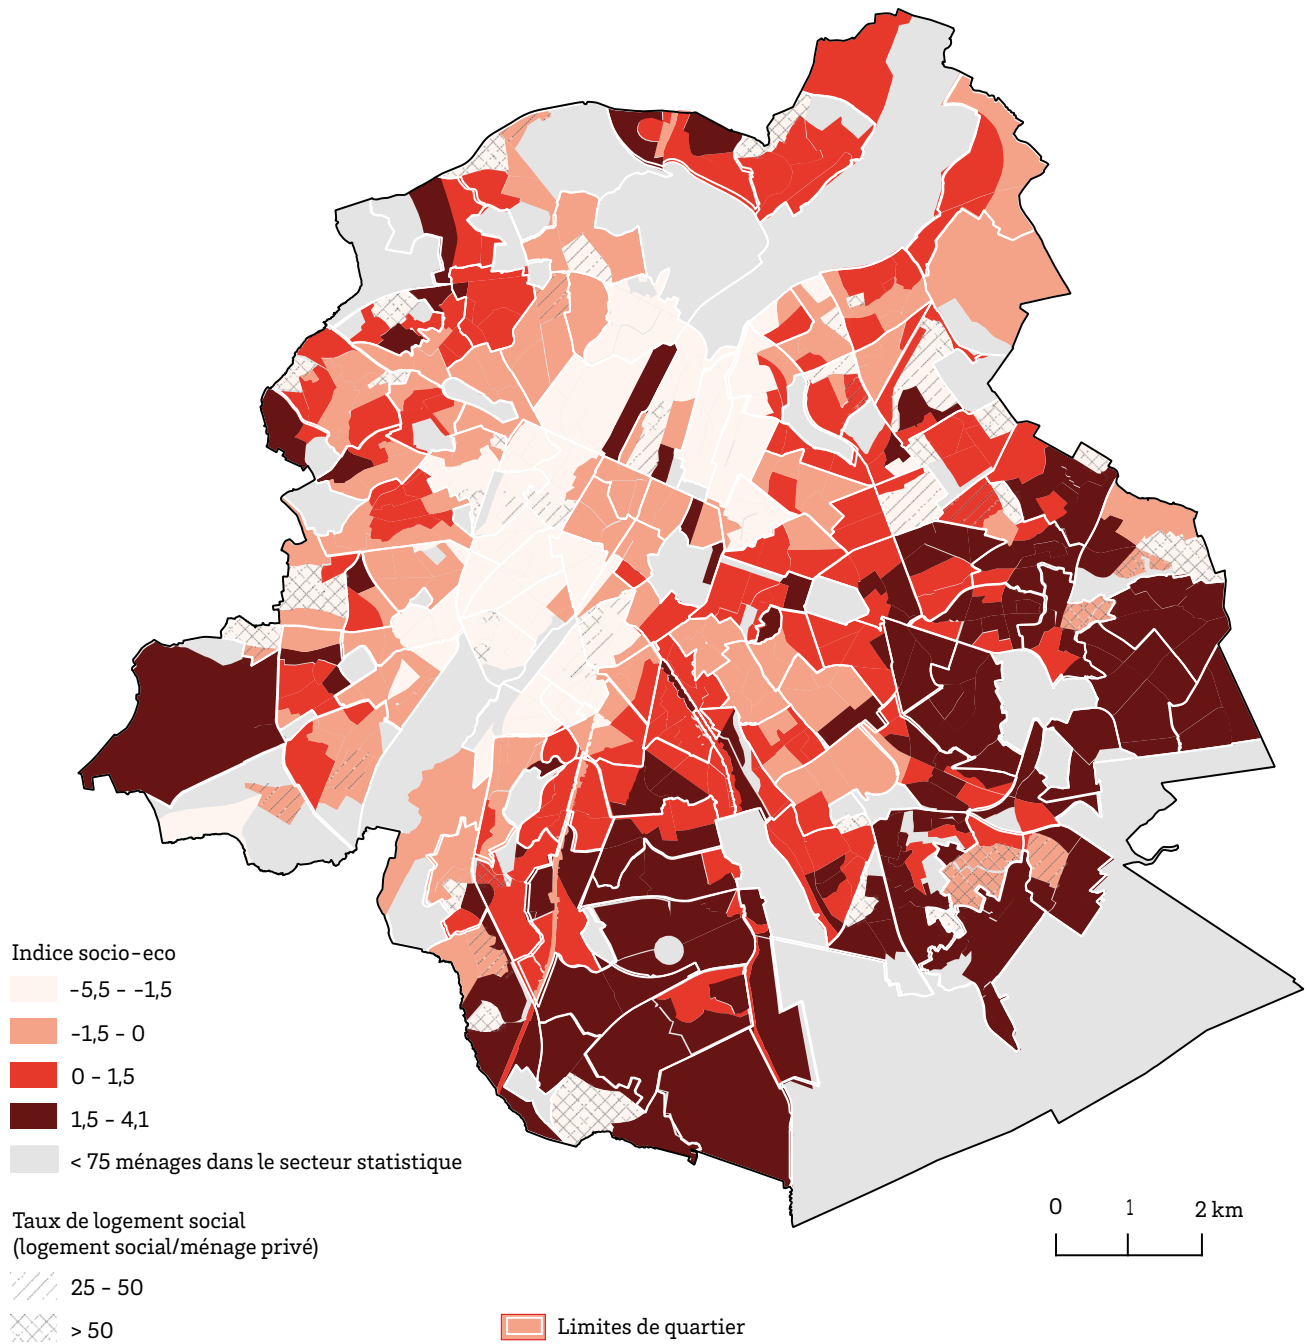 Indice socio-eco
-5,5 - -1,5
-1,5 - 0
0 - 1,5
1,5 - 4,1
< 75 ménages dans le secteur statistique
Taux de logement social
(logement social/ménage privé)
25 - 50
> 50
Limites de quartier
0 1 2 km